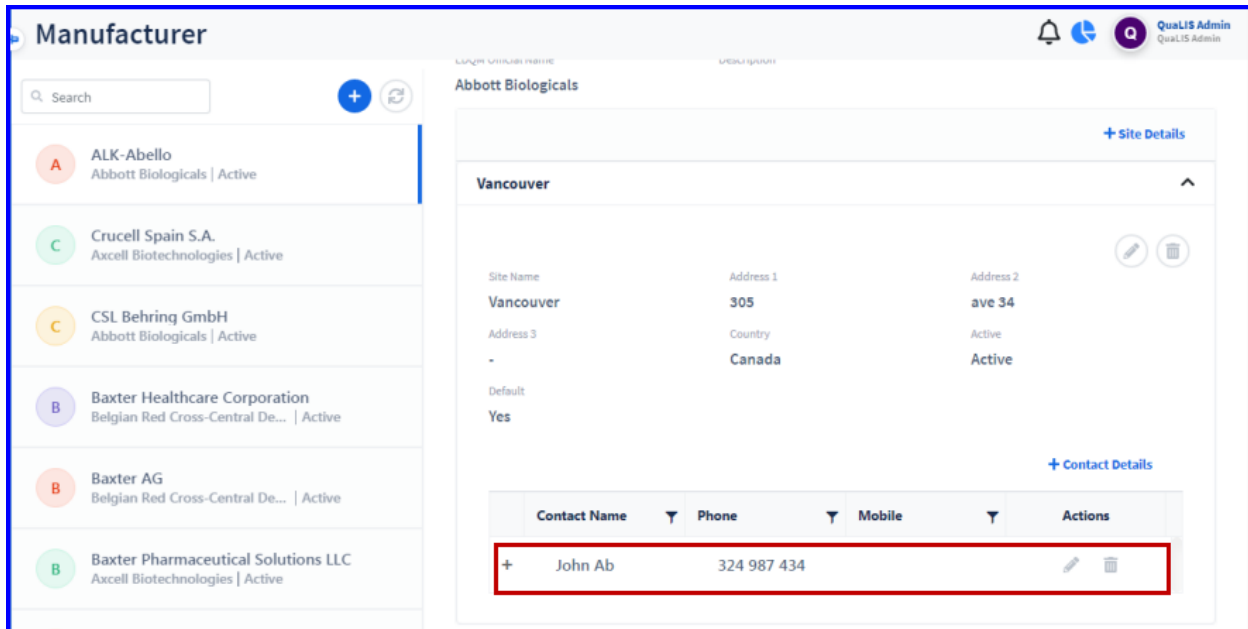 Manufacturer
Q
QuaLIS Admin
QuaLIS Admin
Search
A
ALK-Abello
Abbott Biologicals | Active
C
Crucell Spain S.A.
Axcell Biotechnologies | Active
C
CSL Behring GmbH
Abbott Biologicals | Active
B
Baxter Healthcare Corporation
Belgian Red Cross-Central De... | Active
B
Baxter AG
Belgian Red Cross-Central De... | Active
B
Baxter Pharmaceutical Solutions LLC
Axcell Biotechnologies | Active
EDQM Official Name Description
Abbott Biologicals
+ Site Details
Vancouver
Site Name Address 1 Address 2
Vancouver 305 ave 34
Address 3 Country Active
- Canada Active
Default
Yes
+ Contact Details
Contact Name Phone Mobile Actions
+ John Ab 324 987 434